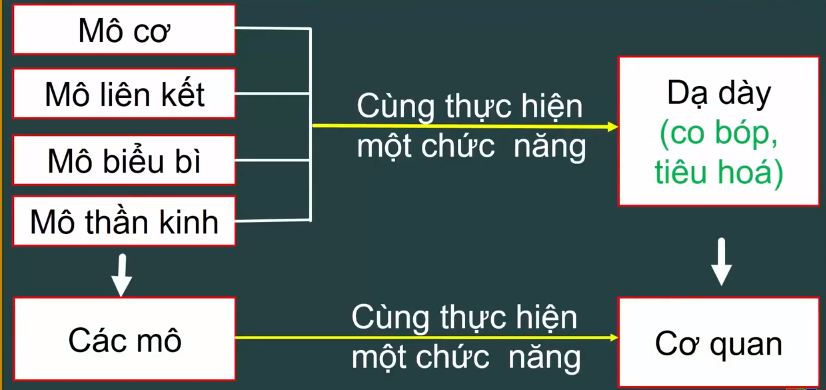 Mô cơ
Mô liên kết
Mô biểu bì
Mô thần kinh
Cùng thực hiện
một chức năng
Dạ dày
(co bóp,
tiêu hoá)
Các mô
Cùng thực hiện
một chức năng
Cơ quan